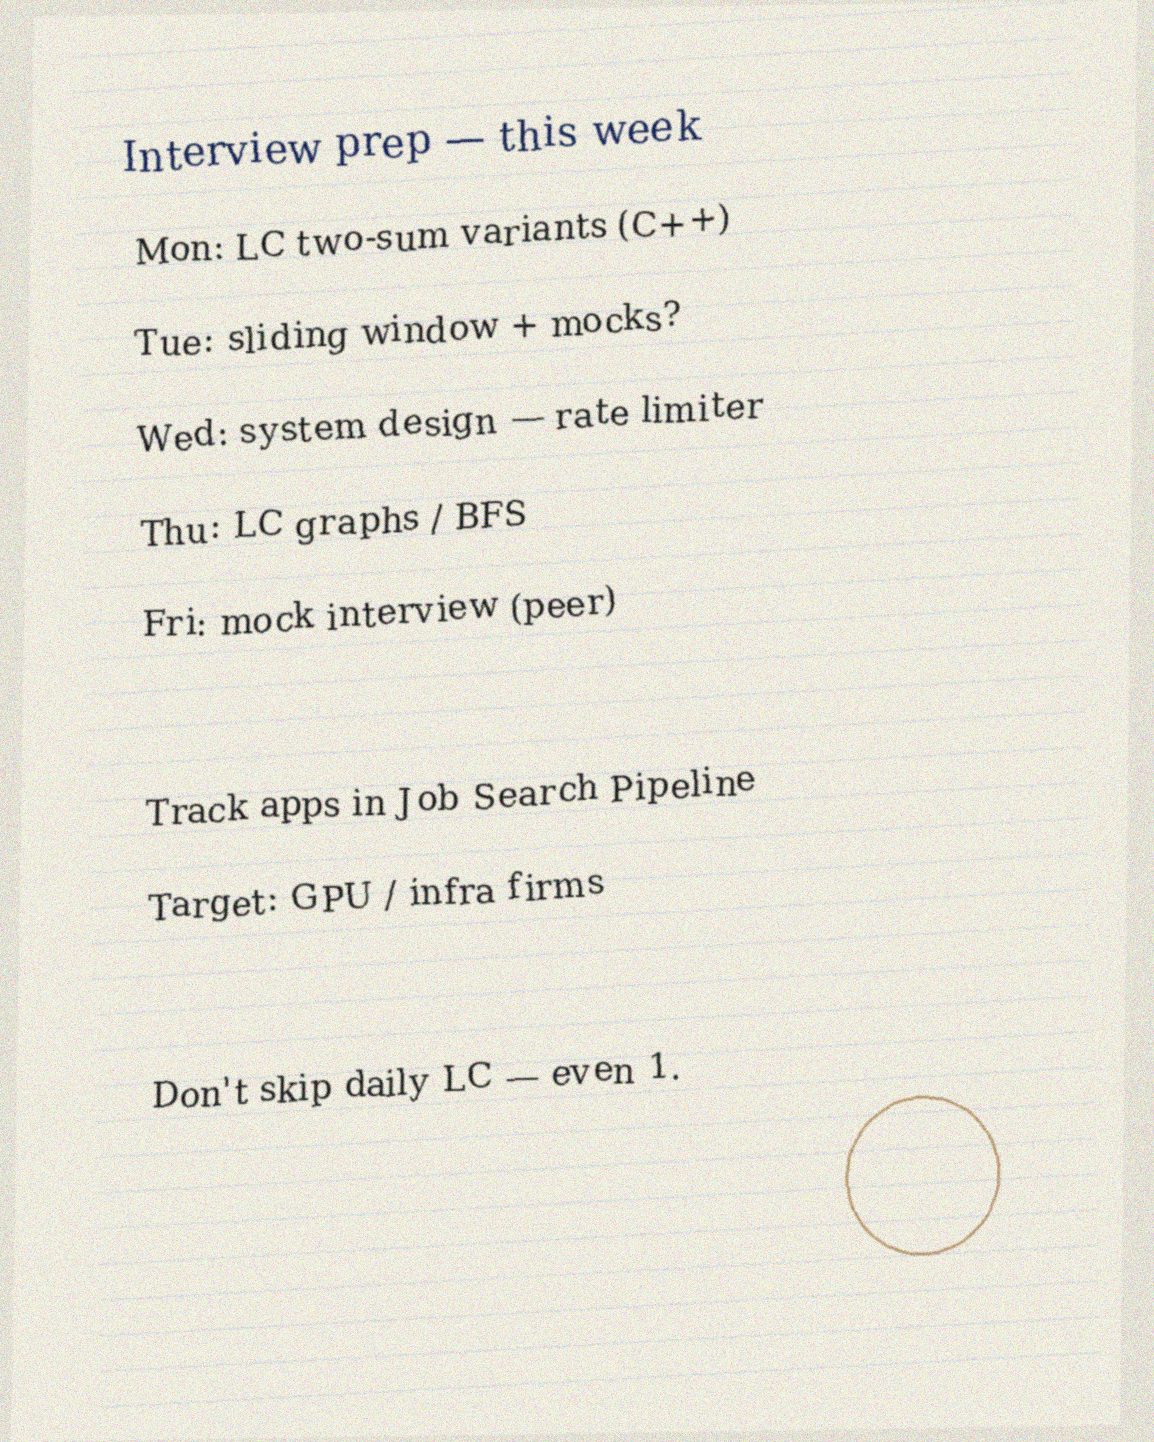 Interview prep — this week
Mon: LC two-sum variants (C++)
Tue: sliding window + mocks?
Wed: system design — rate limiter
Thu: LC graphs / BFS
Fri: mock interview (peer)
Track apps in Job Search Pipeline
Target: GPU / infra firms
Don't skip daily LC — even 1.